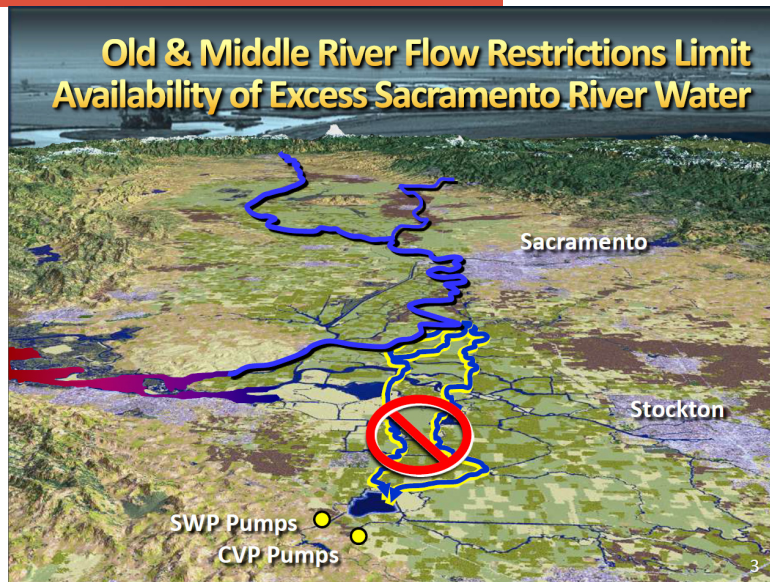 Old & Middle River Flow Restrictions Limit
Availability of Excess Sacramento River Water
Sacramento
Stockton
SWP Pumps
CVP Pumps
3